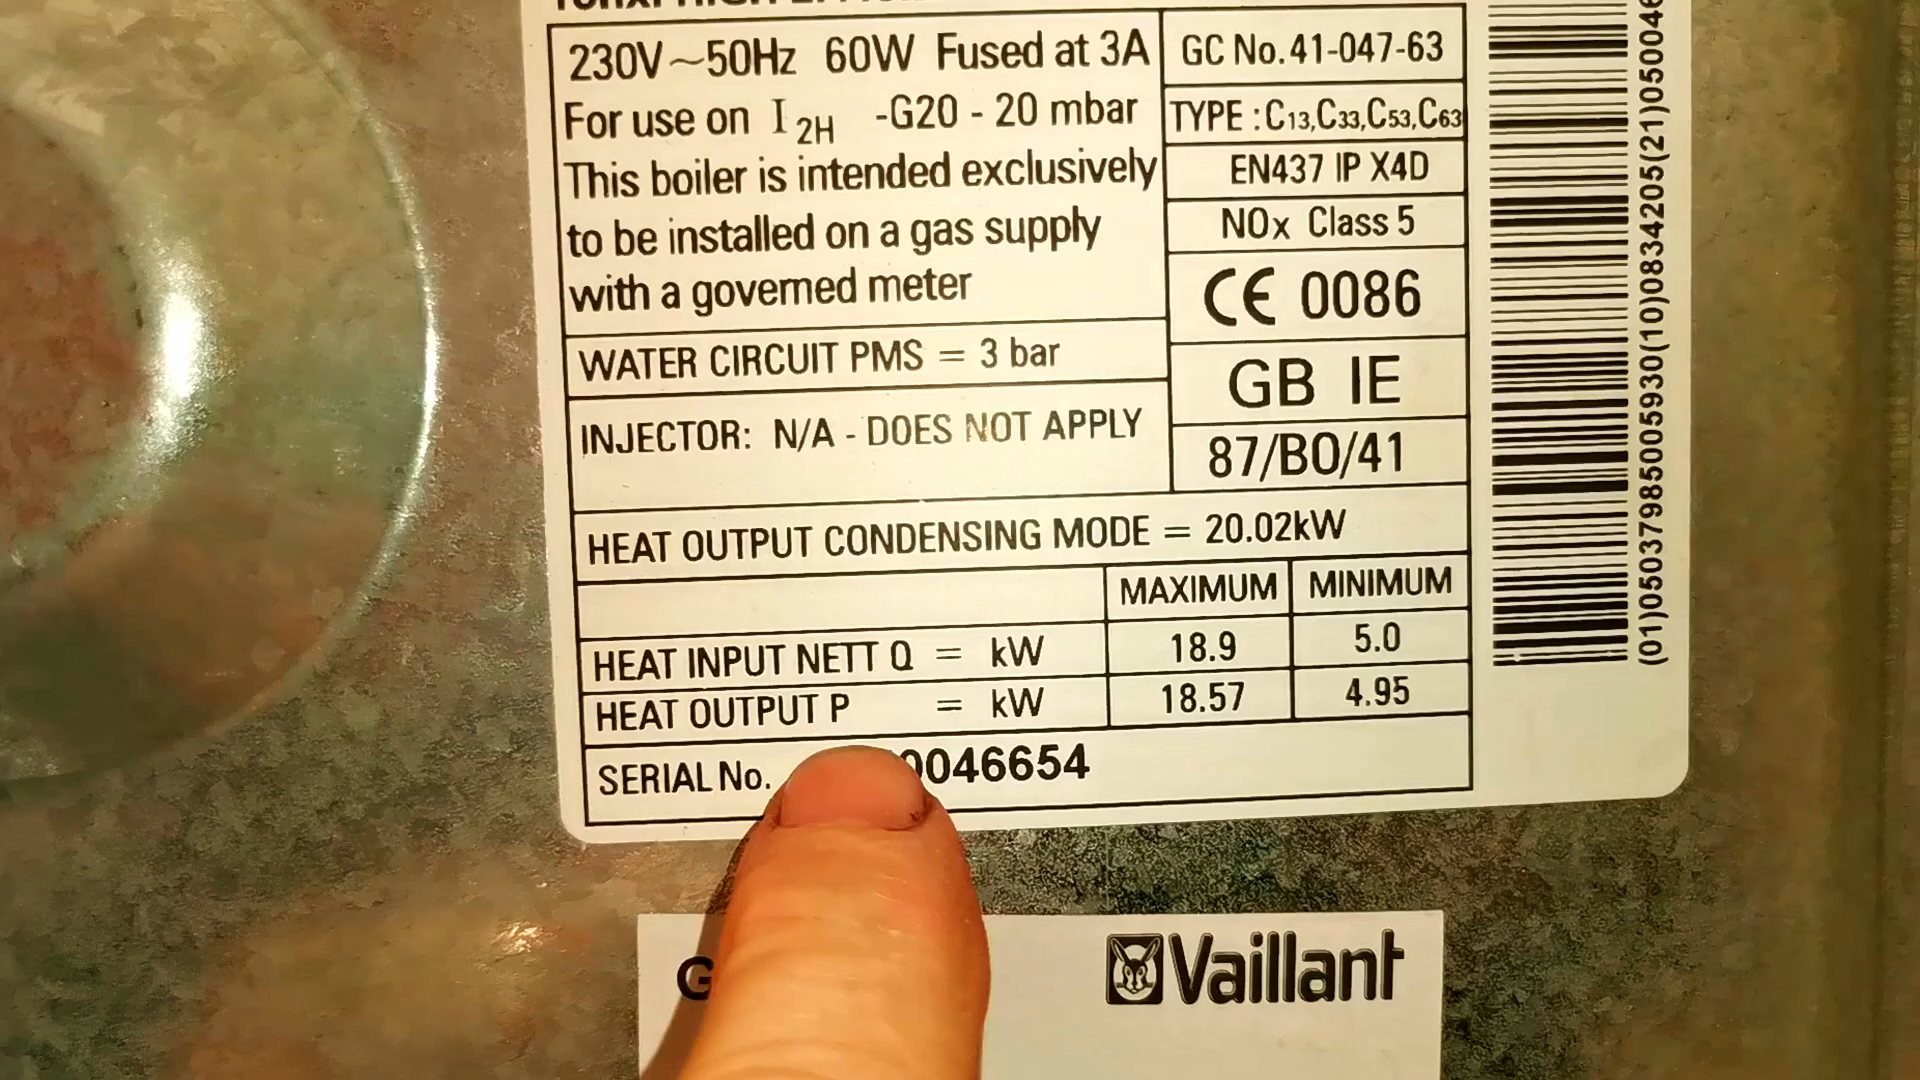 230V~50Hz 60W Fused at 3A
For use on I 2H -G20 - 20 mbar
This boiler is intended exclusively
to be installed on a gas supply
with a governed meter
GC No. 41-047-63
TYPE : C13,C33,C53,C63
EN437 IP X4D
NOx Class 5
CE 0086
GB IE
87/BO/41
WATER CIRCUIT PMS = 3 bar
INJECTOR: N/A - DOES NOT APPLY
HEAT OUTPUT CONDENSING MODE = 20.02kW
MAXIMUM MINIMUM
HEAT INPUT NETT Q = kW 18.9 5.0
HEAT OUTPUT P = kW 18.57 4.95
SERIAL No. 0046654
(01)05037985005930(10)08342205(21)050046
Vaillant